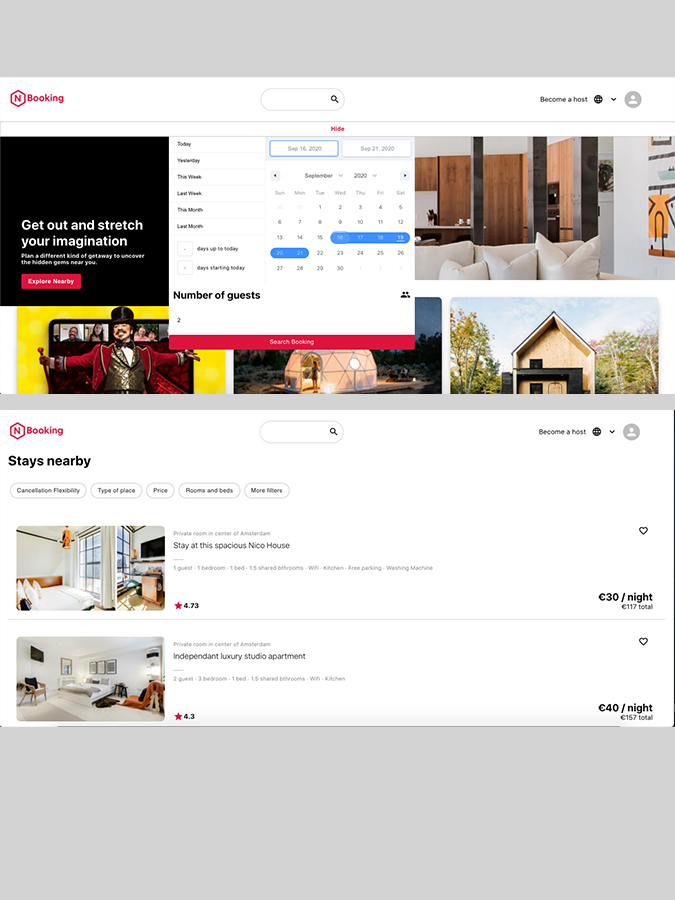 N Booking
Become a host
Hide
Get out and stretch
your imagination
Plan a different kind of getaway to uncover
the hidden gems near you.
Explore Nearby
Today
Yesterday
This Week
Last Week
This Month
Last Month
- days up to today
- days starting today
Sep 16, 2020 Sep 21, 2020
September 2020
Sun Mon Tue Wed Thu Fri Sat
30 31 1 2 3 4 5
6 7 8 9 10 11 12
13 14 15 16 17 18 19
20 21 22 23 24 25 26
27 28 29 30 1 2 3
Number of guests
2
Search Booking
N Booking
Become a host
Stays nearby
Cancellation Flexibility Type of place Price Rooms and beds More filters
Private room in center of Amsterdam
Stay at this spacious Nico House
1 guest · 1 bedroom · 1 bed · 1.5 shared bthrooms · Wifi · Kitchen · Free parking · Washing Machine
4.73
€30 / night
€117 total
Private room in center of Amsterdam
Independant luxury studio apartment
2 guest · 3 bedroom · 1 bed · 1.5 shared bthrooms · Wifi · Kitchen
4.3
€40 / night
€157 total